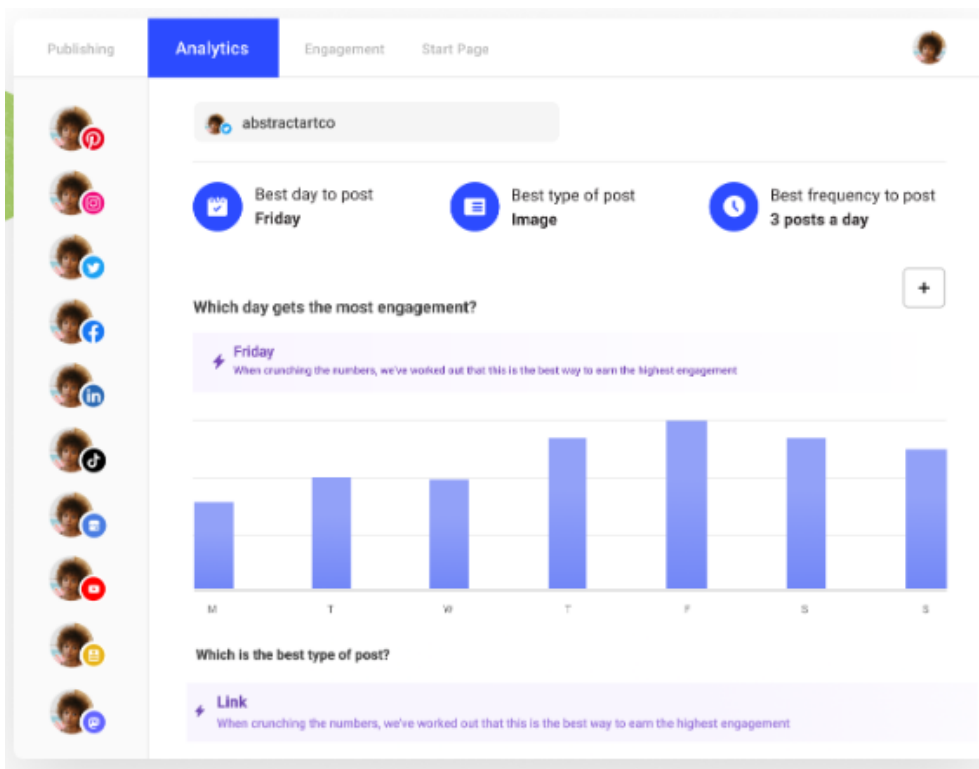 Publishing
Analytics
Engagement
Start Page
abstractartco
Best day to post
Friday
Best type of post
Image
Best frequency to post
3 posts a day
+
Which day gets the most engagement?
Friday
When crunching the numbers, we've worked out that this is the best way to earn the highest engagement
M T W T F S S
Which is the best type of post?
Link
When crunching the numbers, we've worked out that this is the best way to earn the highest engagement